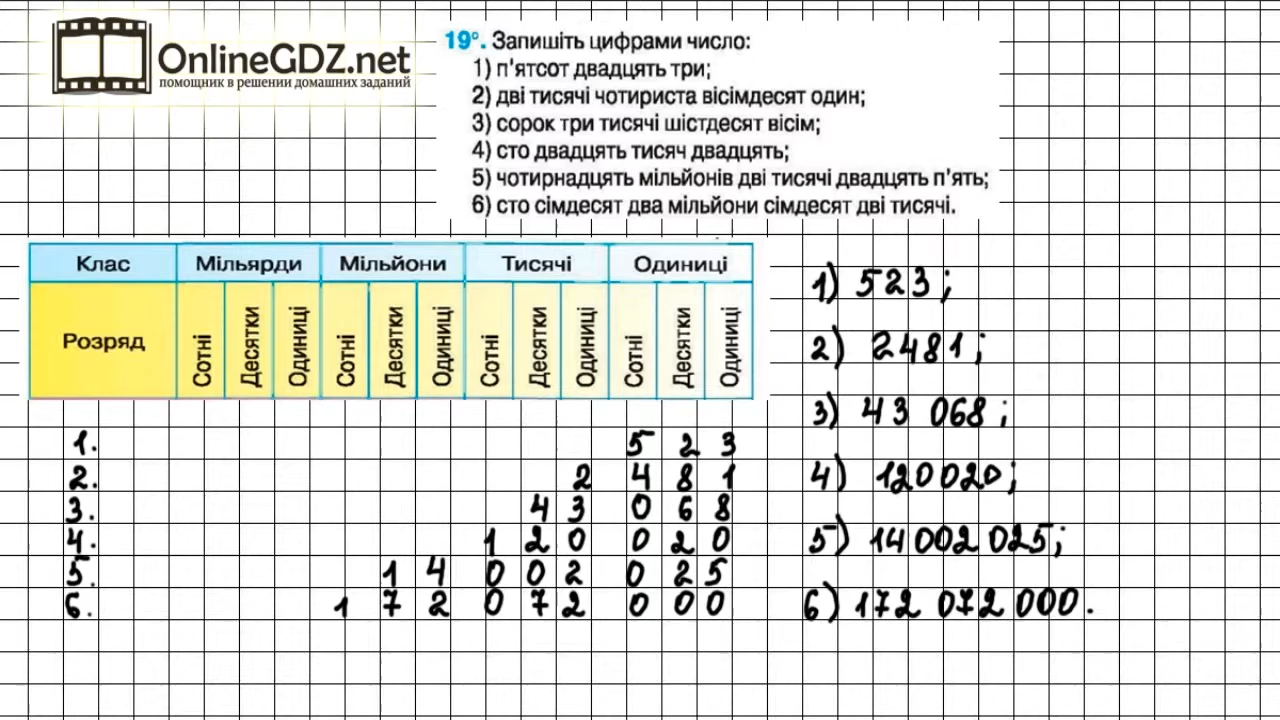 OnlineGDZ.net
помощник в решении домашних заданий
19°. Запишіть цифрами число:
1) п'ятсот двадцять три;
2) дві тисячі чотириста вісімдесят один;
3) сорок три тисячі шістдесят вісім;
4) сто двадцять тисяч двадцять;
5) чотирнадцять мільйонів дві тисячі двадцять п'ять;
6) сто сімдесят два мільйони сімдесят дві тисячі.
Клас Мільярди Мільйони Тисячі Одиниці
Розряд Сотні Десятки Одиниці Сотні Десятки Одиниці Сотні Десятки Одиниці Сотні Десятки Одиниці
1. 5 2 3
2. 2 4 8 1
3. 4 3 0 6 8
4. 1 2 0 0 2 0
5. 1 4 0 0 2 0 2 5
6. 1 7 2 0 7 2 0 0 0
1) 523;
2) 2481;
3) 43 068;
4) 120 020;
5) 14 002 025;
6) 172 072 000.